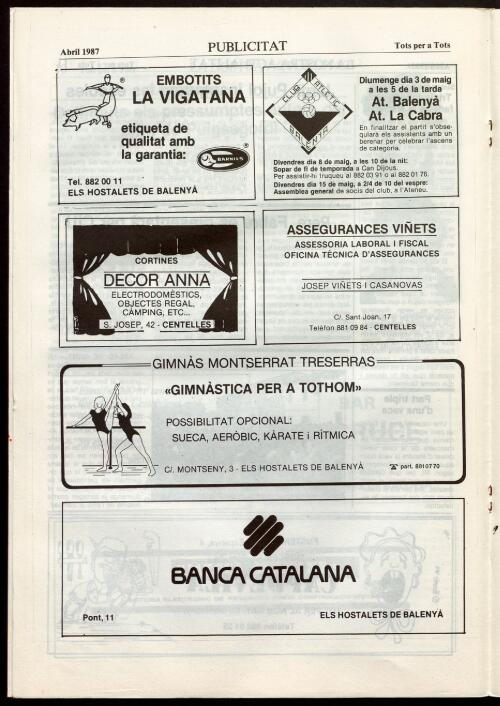 Abril 1987
PUBLICITAT
Tots per a Tots
EMBOTITS
LA VIGATANA
etiqueta de
qualitat amb
la garantia:
BARNILS
Tel. 882 00 11
ELS HOSTALETS DE BALENYÀ
CLUB ATLETIC
BALENYA
Diumenge dia 3 de maig
a les 5 de la tarda
At. Balenyà
At. La Cabra
En finalitzar el partit s'obse-
quiarà els assistents amb un
berenar per celebrar l'ascens
de categoria.
Divendres dia 8 de maig, a les 10 de la nit:
Sopar de fi de temporada a Can Dijous.
Per assistir-hi truqueu al 882 03 91 o al 882 01 76.
Divendres dia 15 de maig, a 2/4 de 10 del vespre:
Assemblea general de socis del club, a l'Ateneu.
CORTINES
DECOR ANNA
ELECTRODOMÈSTICS,
OBJECTES REGAL,
CÀMPING, ETC...
S. JOSEP, 42 - CENTELLES
ASSEGURANCES VIÑETS
ASSESSORIA LABORAL I FISCAL
OFICINA TÈCNICA D'ASSEGURANCES
JOSEP VIÑETS I CASANOVAS
C/. Sant Joan, 17
Telèfon 881 09 84 - CENTELLES
GIMNÀS MONTSERRAT TRESERRAS
«GIMNÀSTICA PER A TOTHOM»
POSSIBILITAT OPCIONAL:
SUECA, AERÒBIC, KÁRATE i RÍTMICA
C/. MONTSENY, 3 - ELS HOSTALETS DE BALENYÀ
☎ part. 8810770
BANCA CATALANA
Pont, 11
ELS HOSTALETS DE BALENYÀ